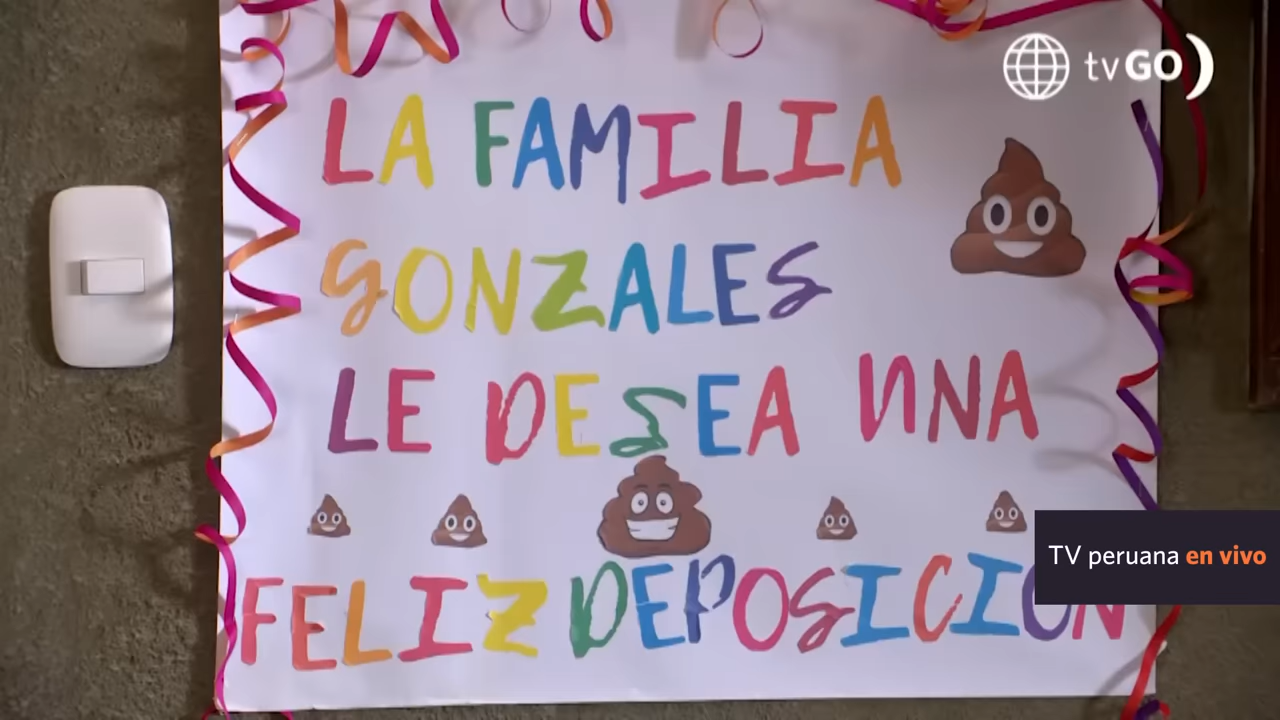 tvGO
LA FAMILIA
GONZALES
LE DESEA UNA
FELIZ DEPOSICION
TV peruana en vivo